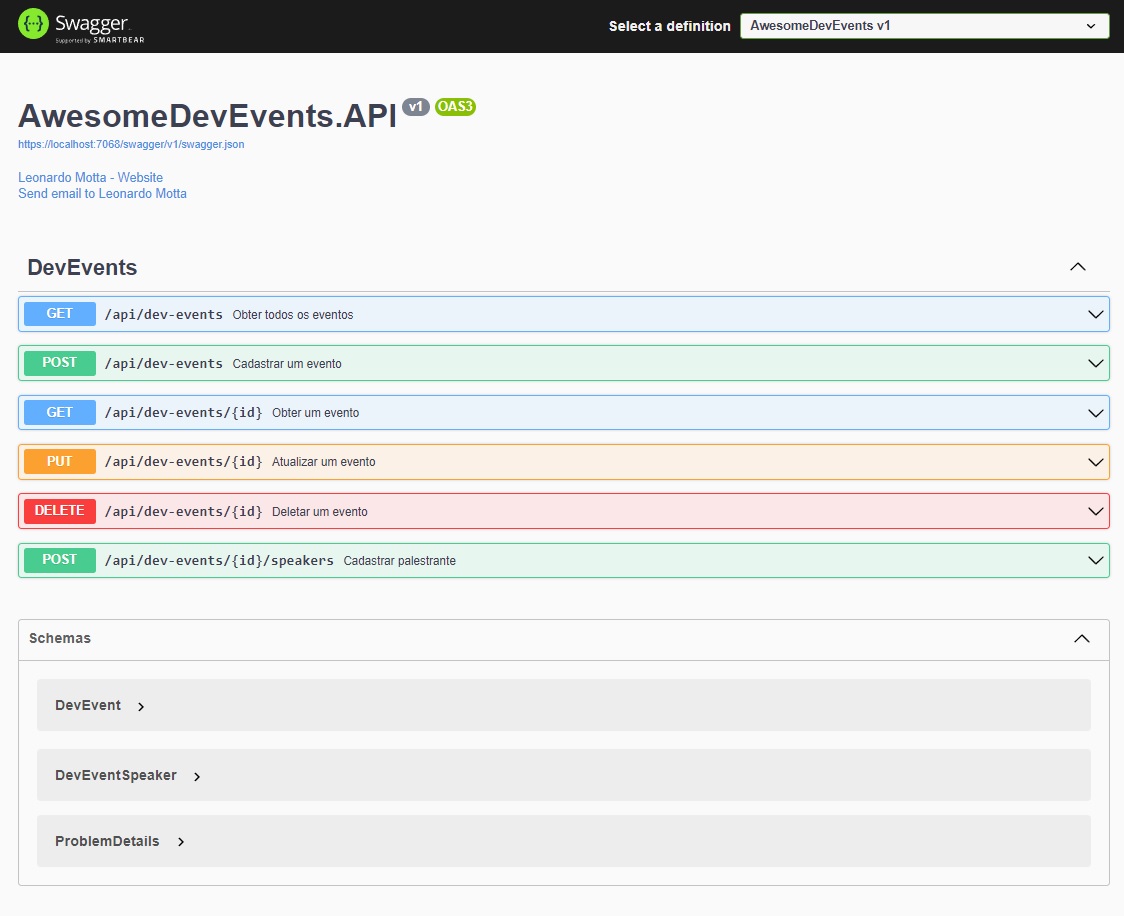 Swagger.
Supported by SMARTBEAR
Select a definition
AwesomeDevEvents v1
AwesomeDevEvents.API v1 OAS3
https://localhost:7068/swagger/v1/swagger.json
Leonardo Motta - Website
Send email to Leonardo Motta
DevEvents
GET /api/dev-events Obter todos os eventos
POST /api/dev-events Cadastrar um evento
GET /api/dev-events/{id} Obter um evento
PUT /api/dev-events/{id} Atualizar um evento
DELETE /api/dev-events/{id} Deletar um evento
POST /api/dev-events/{id}/speakers Cadastrar palestrante
Schemas
DevEvent
DevEventSpeaker
ProblemDetails